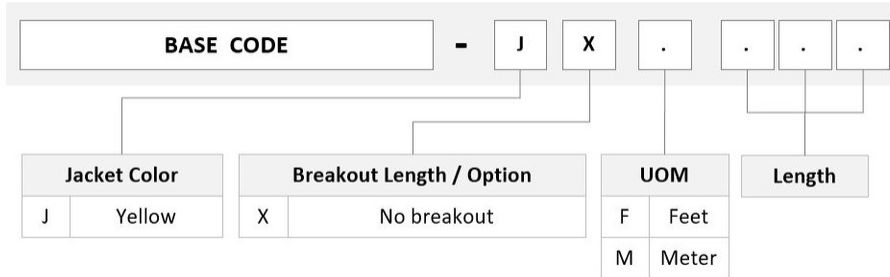 BASE CODE - J X . . . .
Jacket Color
J Yellow
Breakout Length / Option
X No breakout
UOM
F Feet
M Meter
Length